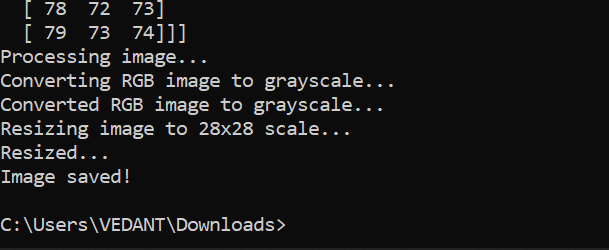 [ 78  72  73]
[ 79  73  74]]]
Processing image...
Converting RGB image to grayscale...
Converted RGB image to grayscale...
Resizing image to 28x28 scale...
Resized...
Image saved!
C:\Users\VEDANT\Downloads>